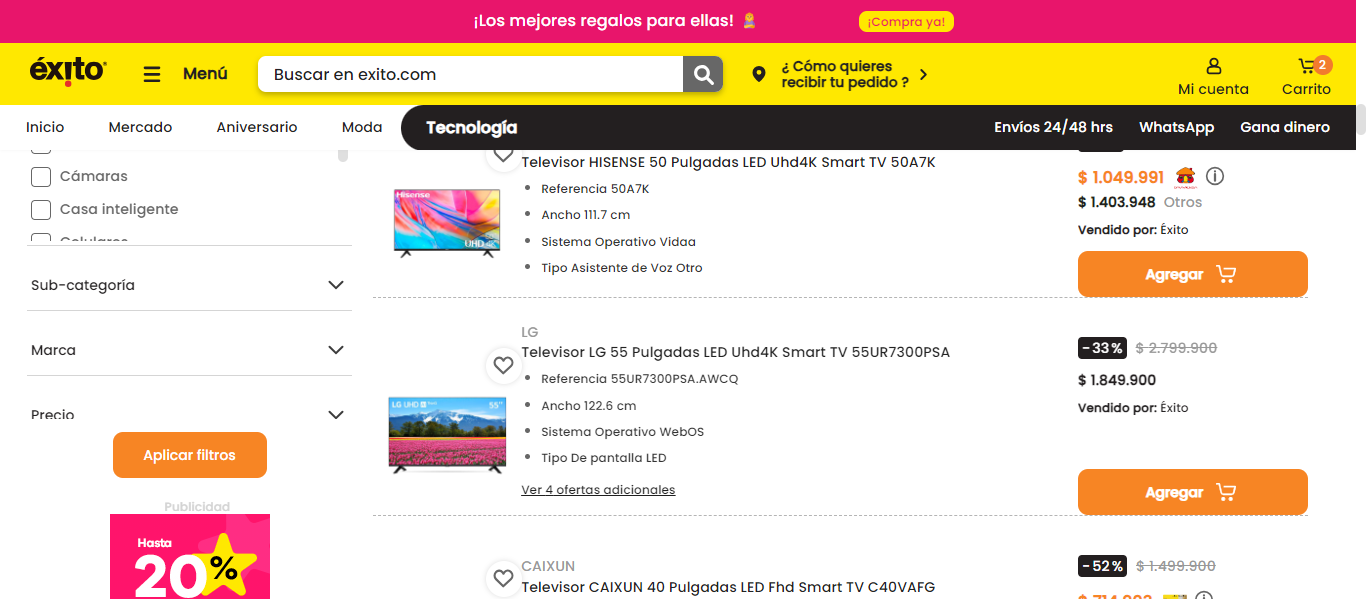 ¡Los mejores regalos para ellas!
¡Compra ya!
éxito
Menú
Buscar en exito.com
¿ Cómo quieres
recibir tu pedido ?
Mi cuenta
2
Carrito
Inicio
Mercado
Aniversario
Moda
Tecnología
Envíos 24/48 hrs
WhatsApp
Gana dinero
Cámaras
Casa inteligente
Celulares
Sub-categoría
Marca
Precio
Aplicar filtros
Publicidad
Hasta
20%
Televisor HISENSE 50 Pulgadas LED Uhd4K Smart TV 50A7K
Hisense
UHD 4K
Referencia 50A7K
Ancho 111.7 cm
Sistema Operativo Vidaa
Tipo Asistente de Voz Otro
$ 1.049.991
$ 1.403.948 Otros
Vendido por: Éxito
Agregar
LG
Televisor LG 55 Pulgadas LED Uhd4K Smart TV 55UR7300PSA
LG UHD
55"
Referencia 55UR7300PSA.AWCQ
Ancho 122.6 cm
Sistema Operativo WebOS
Tipo De pantalla LED
Ver 4 ofertas adicionales
-33% $ 2.799.900
$ 1.849.900
Vendido por: Éxito
Agregar
CAIXUN
Televisor CAIXUN 40 Pulgadas LED Fhd Smart TV C40VAFG
-52% $ 1.499.900